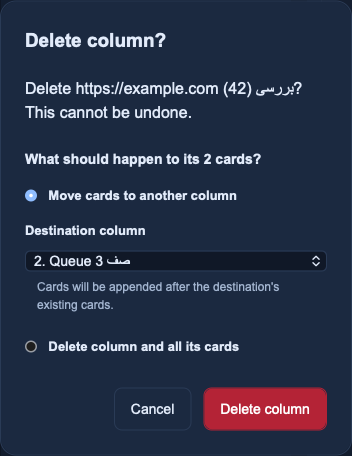 Delete column?
Delete https://example.com (42) بررسی?
This cannot be undone.
What should happen to its 2 cards?
Move cards to another column
Destination column
2. Queue 3 صف
Cards will be appended after the destination's
existing cards.
Delete column and all its cards
Cancel
Delete column